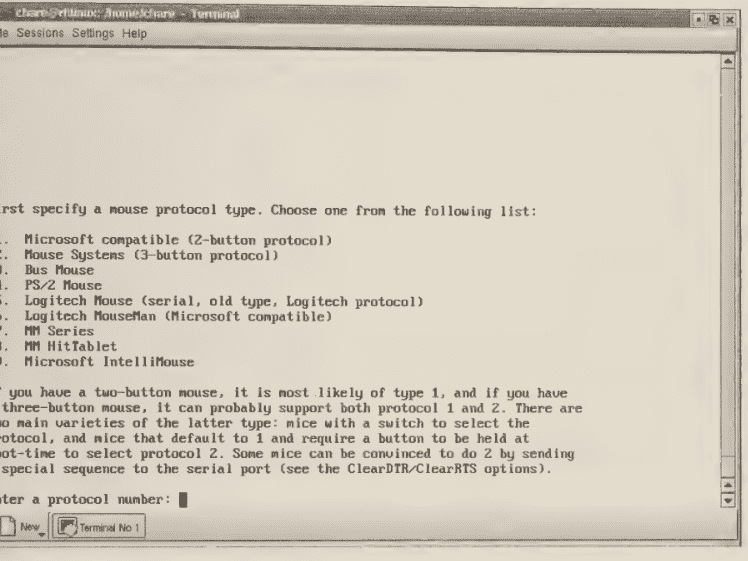 chare@rhlinux: /home/chare - Terminal
Sessions Settings Help
rst specify a mouse protocol type. Choose one from the following list:
. Microsoft compatible (2-button protocol)
. Mouse Systems (3-button protocol)
. Bus Mouse
. PS/2 Mouse
. Logitech Mouse (serial, old type, Logitech protocol)
. Logitech MouseMan (Microsoft compatible)
. MM Series
. MM HitTablet
. Microsoft IntelliMouse
you have a two-button mouse, it is most likely of type 1, and if you have
three-button mouse, it can probably support both protocol 1 and 2. There are
o main varieties of the latter type: mice with a switch to select the
otocol, and mice that default to 1 and require a button to be held at
ot-time to select protocol 2. Some mice can be convinced to do 2 by sending
special sequence to the serial port (see the ClearDTR/ClearRTS options).
ter a protocol number:
New Terminal No 1